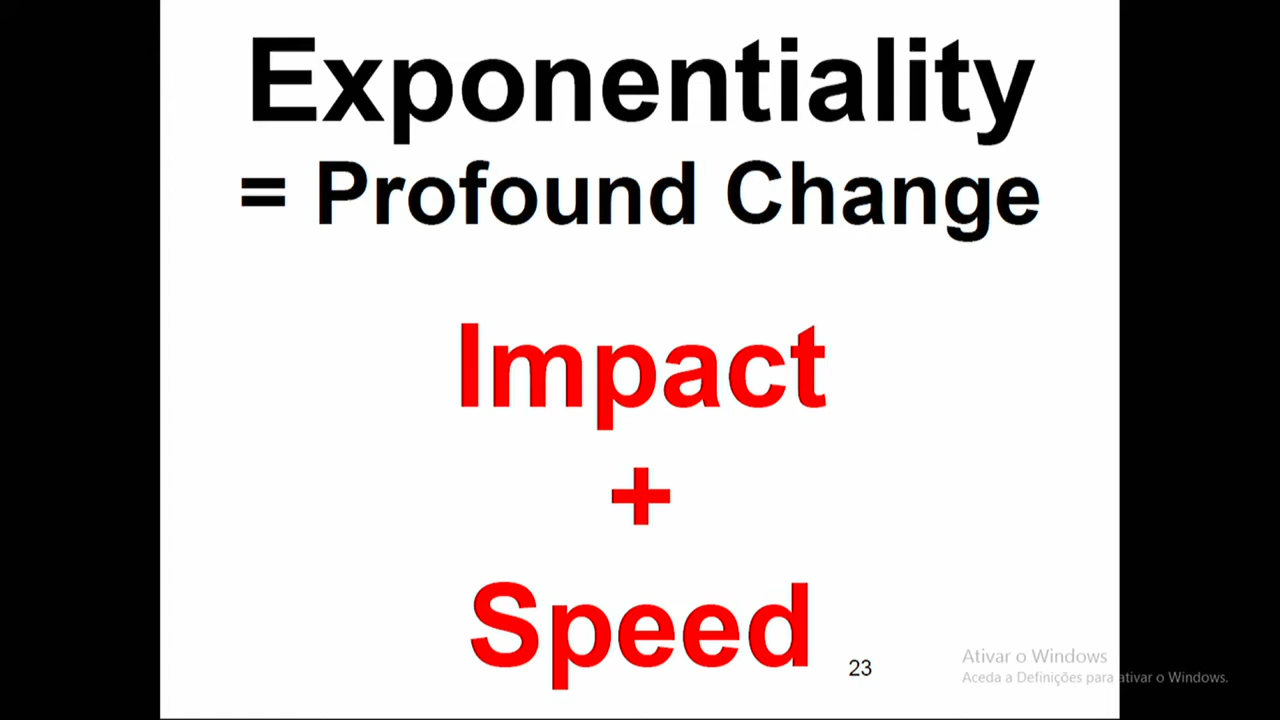 Exponentiality
= Profound Change
Impact
+
Speed
23
Ativar o Windows
Aceda a Definições para ativar o Windows.